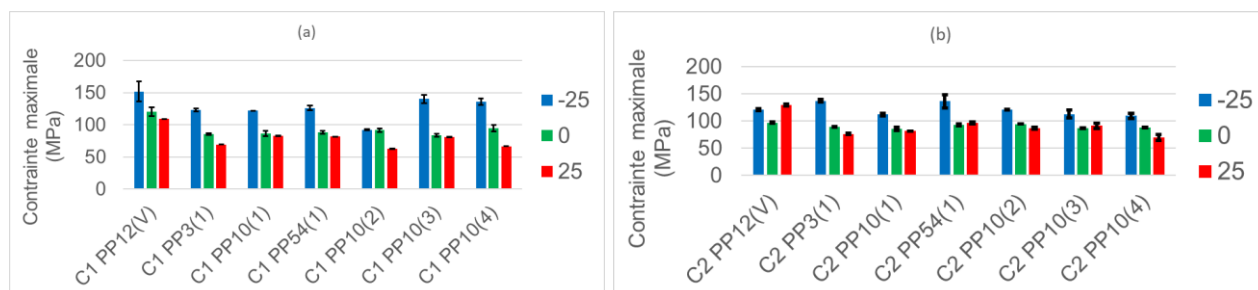 (a)
Contrainte maximale
(MPa)
200
150
100
50
0
C1 PP12(V)
C1 PP3(1)
C1 PP10(1)
C1 PP54(1)
C1 PP10(2)
C1 PP10(3)
C1 PP10(4)
-25
0
25
(b)
Contrainte maximale
(MPa)
200
150
100
50
0
C2 PP12(V)
C2 PP3(1)
C2 PP10(1)
C2 PP54(1)
C2 PP10(2)
C2 PP10(3)
C2 PP10(4)
-25
0
25